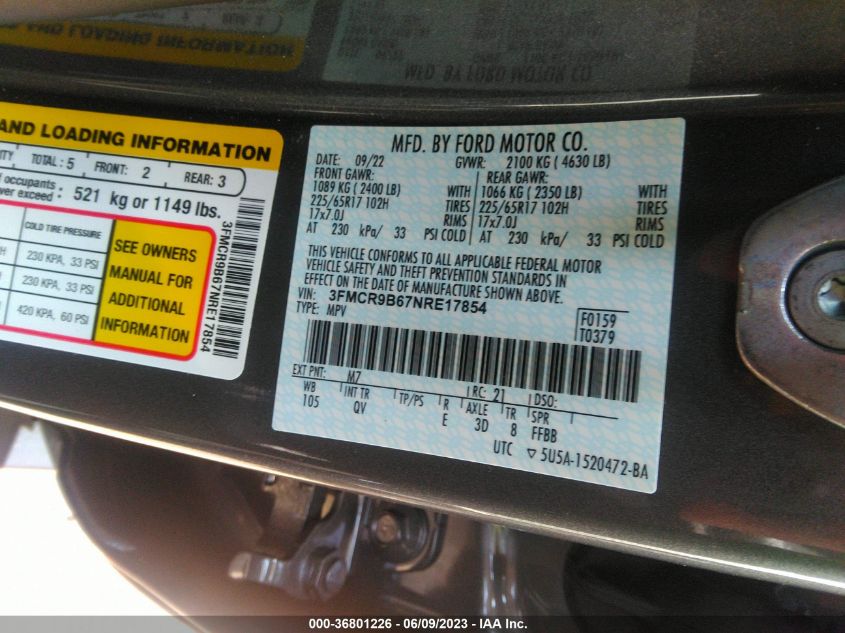 AND LOADING INFORMATION
TOTAL: 5 FRONT: 2 REAR: 3
occupants
exceed: 521 kg or 1149 lbs.
COLD TIRE PRESSURE
230 KPA, 33 PSI
230 KPA, 33 PSI
420 KPA, 60 PSI
SEE OWNERS
MANUAL FOR
ADDITIONAL
INFORMATION
3FMCR9B67NRE17854
MFD. BY FORD MOTOR CO.
DATE: 09/22 GVWR: 2100 KG ( 4630 LB)
FRONT GAWR: REAR GAWR:
1089 KG ( 2400 LB) WITH 1066 KG ( 2350 LB) WITH
225/65R17 102H TIRES 225/65R17 102H TIRES
17x7.0J RIMS 17x7.0J RIMS
AT 230 kPa/ 33 PSI COLD AT 230 kPa/ 33 PSI COLD
THIS VEHICLE CONFORMS TO ALL APPLICABLE FEDERAL MOTOR
VEHICLE SAFETY AND THEFT PREVENTION STANDARDS IN
EFFECT ON THE DATE OF MANUFACTURE SHOWN ABOVE.
VIN: 3FMCR9B67NRE17854
TYPE: MPV
F0159
T0379
EXT PNT: M7 RC: 21 DSO:
WB INT TR TP/PS R AXLE TR SPR
105 QV E 3D 8 FFBB
UTC ▽ 5U5A-1520472-BA
000-36801226 - 06/09/2023 - IAA Inc.